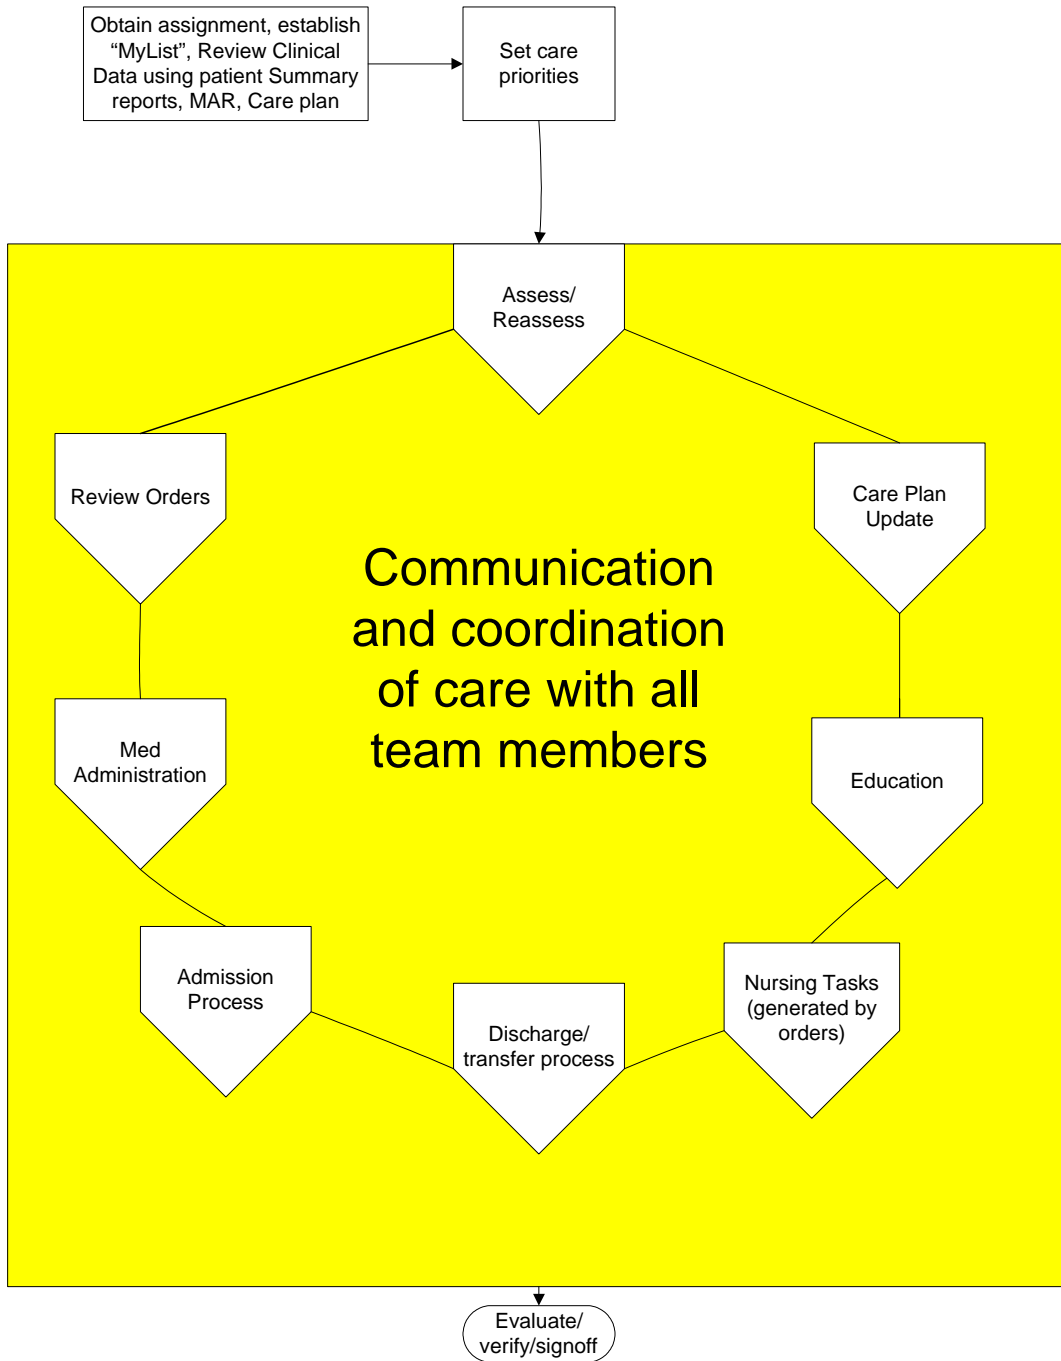 Obtain assignment, establish
“MyList”, Review Clinical
Data using patient Summary
reports, MAR, Care plan
Set care
priorities
Assess/
Reassess
Review Orders
Care Plan
Update
Communication
and coordination
of care with all
team members
Med
Administration
Education
Admission
Process
Discharge/
transfer process
Nursing Tasks
(generated by
orders)
Evaluate/
verify/signoff